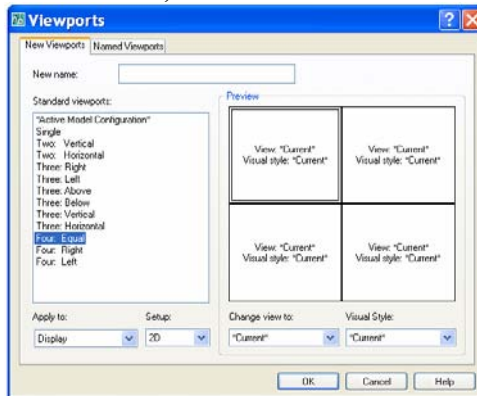 Viewports
New Viewports Named Viewports
New name:
Standard viewports:
*Active Model Configuration*
Single
Two: Vertical
Two: Horizontal
Three: Right
Three: Left
Three: Above
Three: Below
Three: Vertical
Three: Horizontal
Four: Equal
Four: Right
Four: Left
Preview
View: *Current*
Visual style: *Current*
View: *Current*
Visual style: *Current*
View: *Current*
Visual style: *Current*
View: *Current*
Visual style: *Current*
Apply to: Setup: Change view to: Visual Style:
Display 2D *Current* *Current*
OK Cancel Help